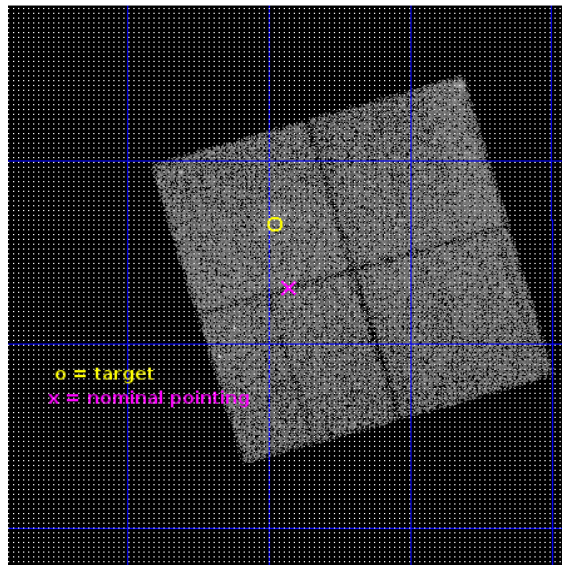 o = target
x = nominal pointing